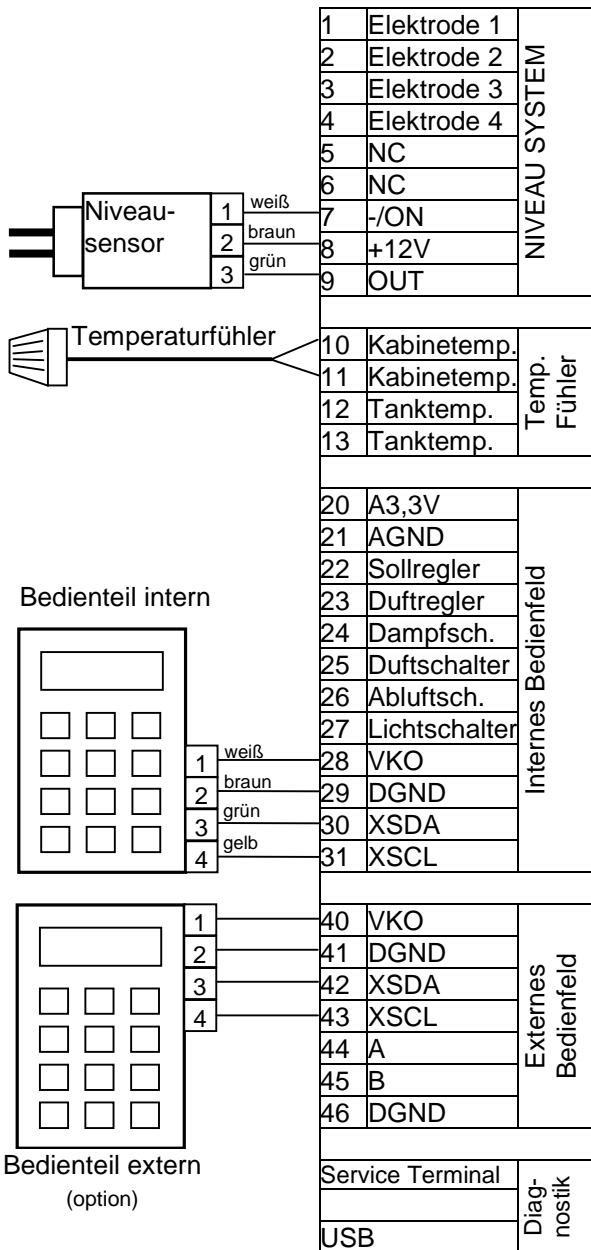 1 Elektrode 1
2 Elektrode 2
3 Elektrode 3
4 Elektrode 4
5 NC
6 NC
7 -/ON
8 +12V
9 OUT
NIVEAU SYSTEM
Niveau-
sensor
1 weiß
2 braun
3 grün
Temperaturfühler
10 Kabinetemp.
11 Kabinetemp.
12 Tanktemp.
13 Tanktemp.
Temp.
Fühler
20 A3,3V
21 AGND
22 Sollregler
23 Duftregler
24 Dampfsch.
25 Duftschalter
26 Abluftsch.
27 Lichtschalter
28 VKO
29 DGND
30 XSDA
31 XSCL
Internes Bedienfeld
Bedienteil intern
1 weiß
2 braun
3 grün
4 gelb
40 VKO
41 DGND
42 XSDA
43 XSCL
44 A
45 B
46 DGND
Externes
Bedienfeld
1
2
3
4
Bedienteil extern
(option)
Service Terminal
USB
Diag-
nostik